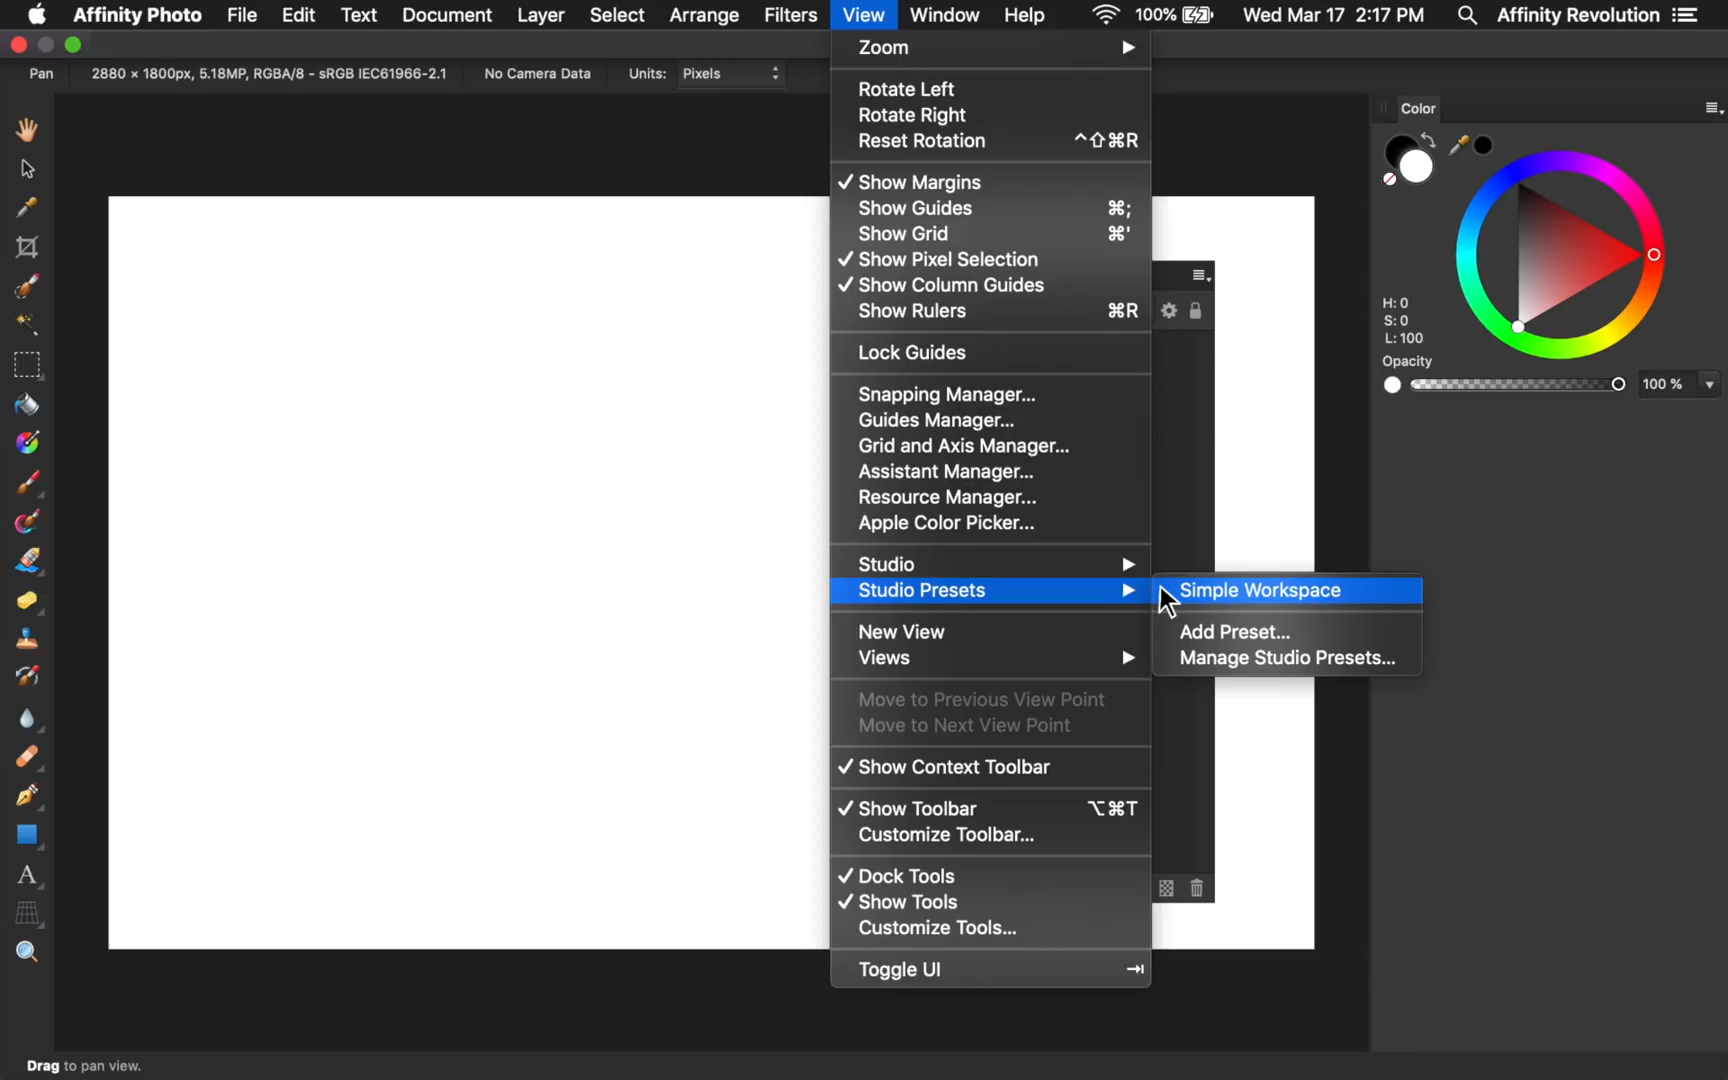 Affinity Photo File Edit Text Document Layer Select Arrange Filters View Window Help 100% Wed Mar 17 2:17 PM Affinity Revolution
Pan 2880 × 1800px, 5.18MP, RGBA/8 - sRGB IEC61966-2.1 No Camera Data Units: Pixels
Zoom
Rotate Left
Rotate Right
Reset Rotation ^⇧⌘R
✓ Show Margins
Show Guides ⌘;
Show Grid ⌘'
✓ Show Pixel Selection
✓ Show Column Guides
Show Rulers ⌘R
Lock Guides
Snapping Manager...
Guides Manager...
Grid and Axis Manager...
Assistant Manager...
Resource Manager...
Apple Color Picker...
Studio
Studio Presets
New View
Views
Move to Previous View Point
Move to Next View Point
✓ Show Context Toolbar
✓ Show Toolbar ⌥⌘T
Customize Toolbar...
✓ Dock Tools
✓ Show Tools
Customize Tools...
Toggle UI ⇥
Simple Workspace
Add Preset...
Manage Studio Presets...
Color
H: 0
S: 0
L: 100
Opacity
100 %
A
Drag to pan view.